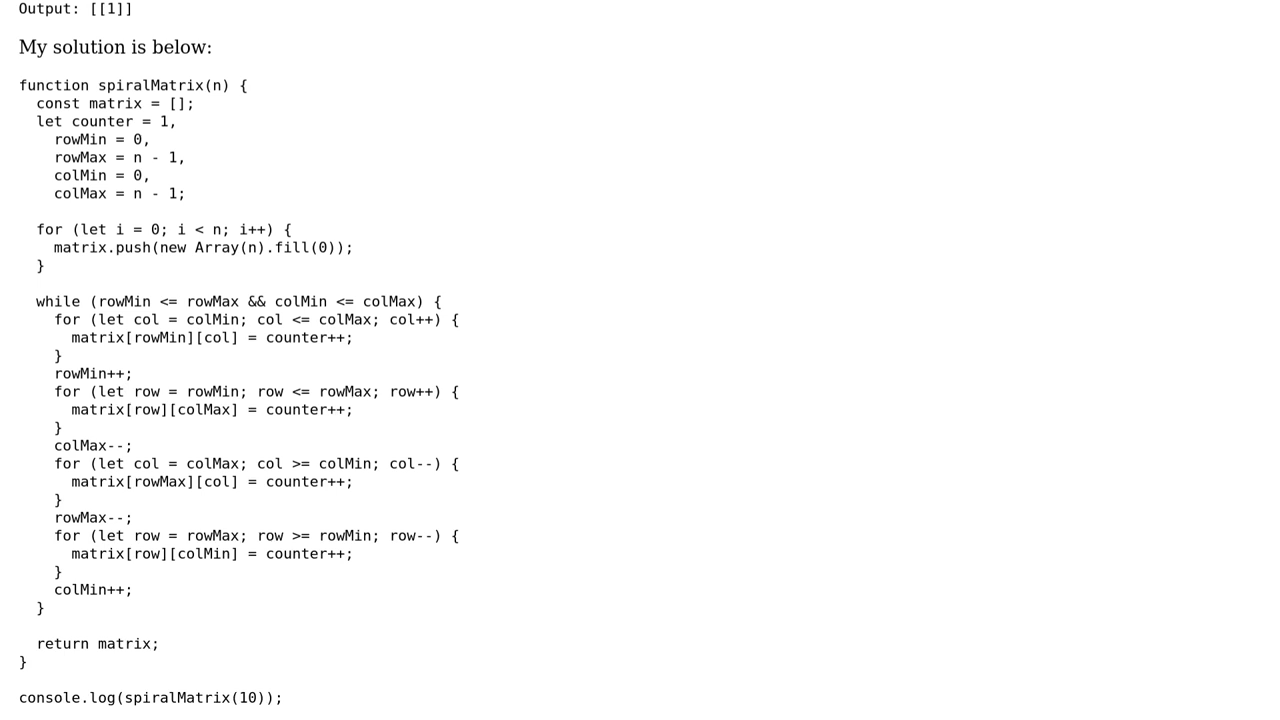 Output: [[1]]
My solution is below:
function spiralMatrix(n) {
  const matrix = [];
  let counter = 1,
    rowMin = 0,
    rowMax = n - 1,
    colMin = 0,
    colMax = n - 1;

  for (let i = 0; i < n; i++) {
    matrix.push(new Array(n).fill(0));
  }

  while (rowMin <= rowMax && colMin <= colMax) {
    for (let col = colMin; col <= colMax; col++) {
      matrix[rowMin][col] = counter++;
    }
    rowMin++;
    for (let row = rowMin; row <= rowMax; row++) {
      matrix[row][colMax] = counter++;
    }
    colMax--;
    for (let col = colMax; col >= colMin; col--) {
      matrix[rowMax][col] = counter++;
    }
    rowMax--;
    for (let row = rowMax; row >= rowMin; row--) {
      matrix[row][colMin] = counter++;
    }
    colMin++;
  }

  return matrix;
}

console.log(spiralMatrix(10));